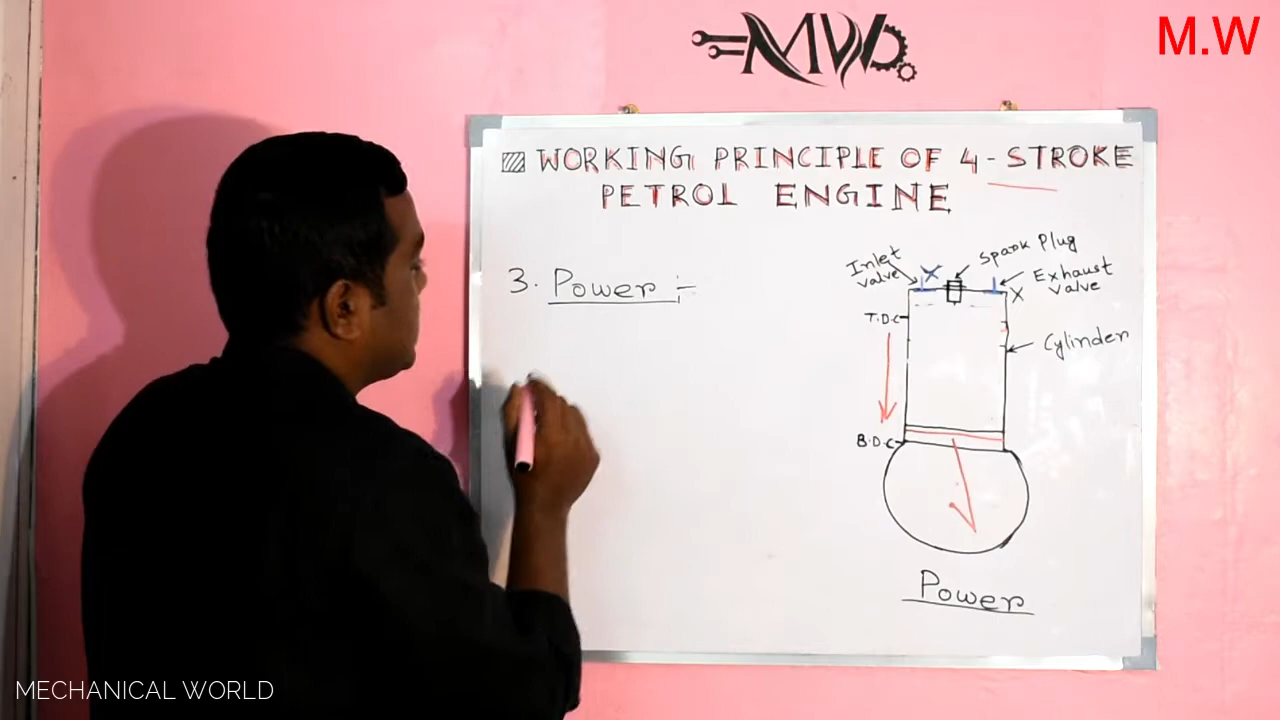 MW
M.W
WORKING PRINCIPLE OF 4-STROKE
PETROL ENGINE
3. Power :-
Inlet
valve
X
Spark Plug
Exhaust
valve
X
T.D.C
Cylinder
B.D.C
Power
MECHANICAL WORLD